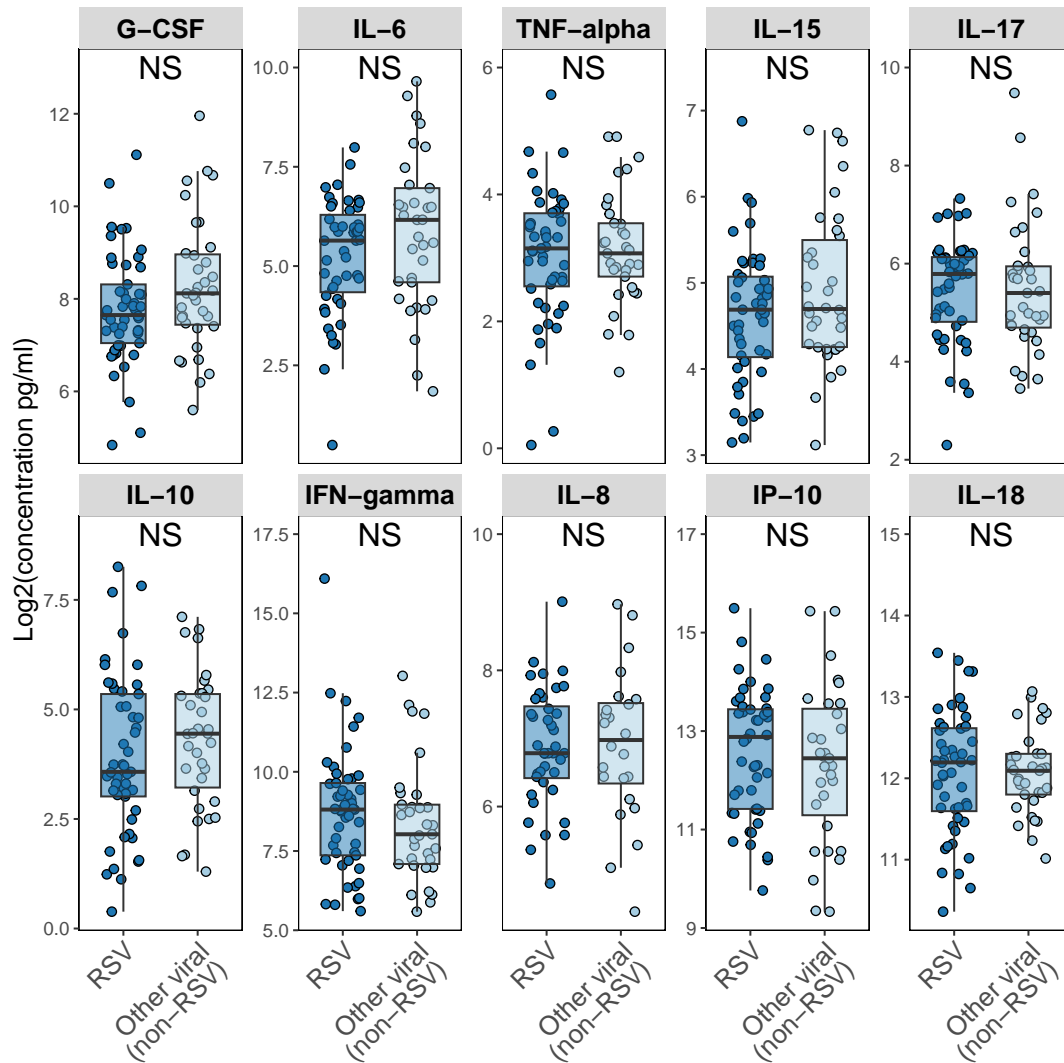 G−CSF IL−6 TNF−alpha IL−15 IL−17
NS NS NS NS NS
12
10
8
6
10.0
7.5
5.0
2.5
6
4
2
0
7
6
5
4
3
10
8
6
4
2
Log2(concentration pg/ml)
IL−10 IFN−gamma IL−8 IP−10 IL−18
NS NS NS NS NS
7.5
5.0
2.5
0.0
17.5
15.0
12.5
10.0
7.5
5.0
10
8
6
17
15
13
11
9
15
14
13
12
11
RSV
Other viral
(non−RSV)
RSV
Other viral
(non−RSV)
RSV
Other viral
(non−RSV)
RSV
Other viral
(non−RSV)
RSV
Other viral
(non−RSV)